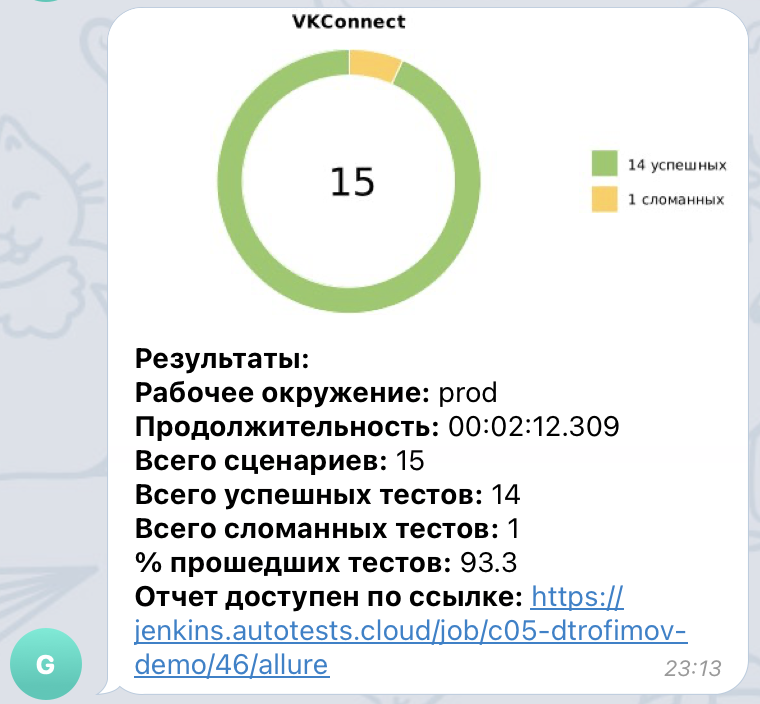 VKConnect
15
14 успешных
1 сломанных
Результаты:
Рабочее окружение: prod
Продолжительность: 00:02:12.309
Всего сценариев: 15
Всего успешных тестов: 14
Всего сломанных тестов: 1
% прошедших тестов: 93.3
Отчет доступен по ссылке: https://
jenkins.autotests.cloud/job/c05-dtrofimov-
demo/46/allure
G
23:13